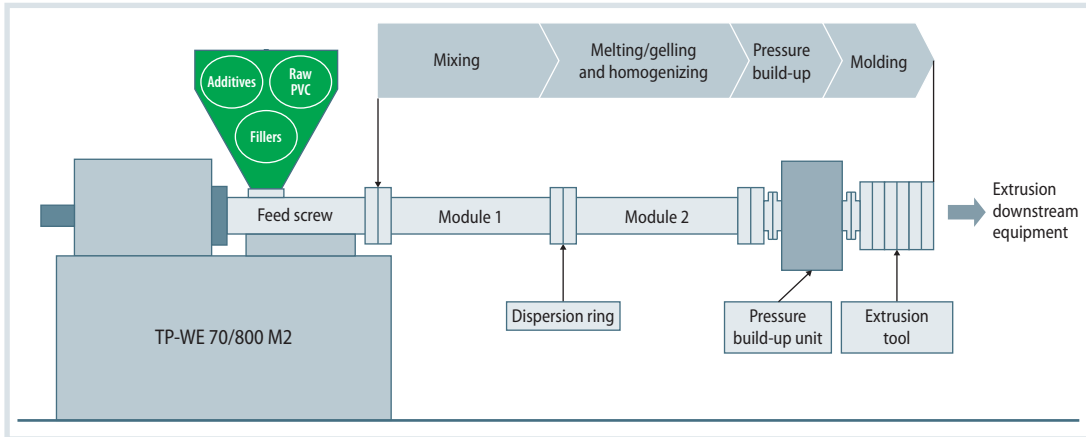 Mixing
Melting/gelling
and homogenizing
Pressure
build-up
Molding
Additives
Raw
PVC
Fillers
Feed screw
Module 1
Module 2
Extrusion
downstream
equipment
Dispersion ring
Pressure
build-up unit
Extrusion
tool
TP-WE 70/800 M2